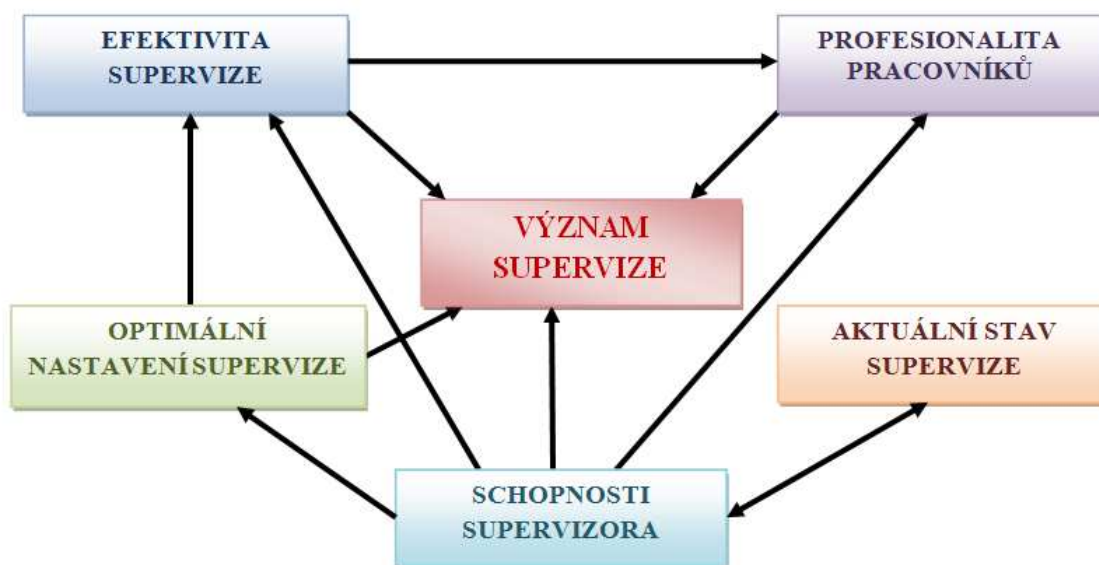 EFEKTIVITA
SUPERVIZE
PROFESIONALITA
PRACOVNÍKŮ
VÝZNAM
SUPERVIZE
OPTIMÁLNÍ
NASTAVENÍ SUPERVIZE
AKTUÁLNÍ STAV
SUPERVIZE
SCHOPNOSTI
SUPERVIZORA